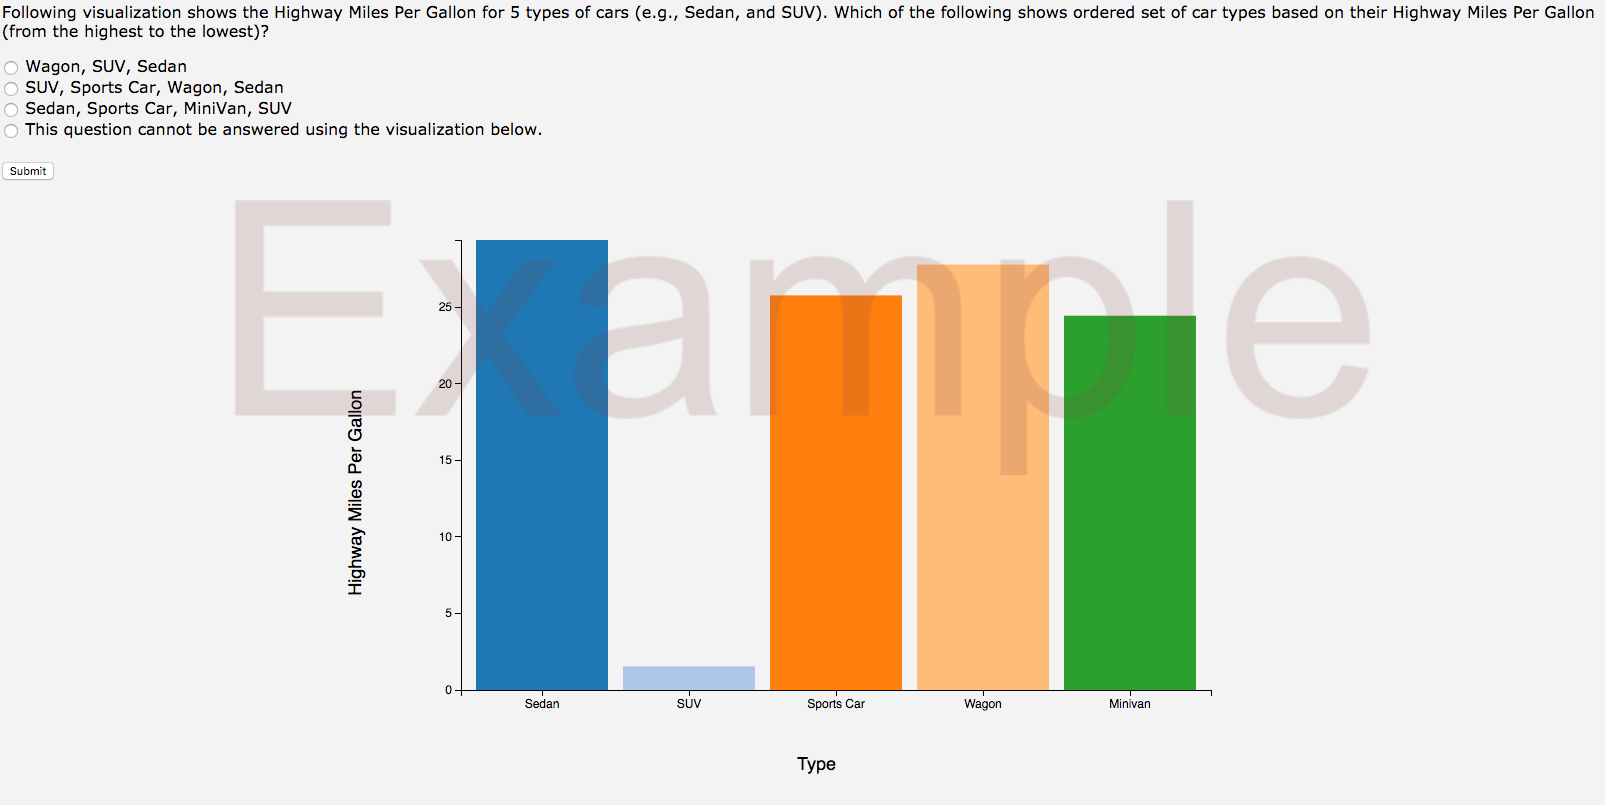 Following visualization shows the Highway Miles Per Gallon for 5 types of cars (e.g., Sedan, and SUV). Which of the following shows ordered set of car types based on their Highway Miles Per Gallon
(from the highest to the lowest)?
Wagon, SUV, Sedan
SUV, Sports Car, Wagon, Sedan
Sedan, Sports Car, MiniVan, SUV
This question cannot be answered using the visualization below.
Submit
Example
25
20
15
10
5
0
Highway Miles Per Gallon
Sedan SUV Sports Car Wagon Minivan
Type